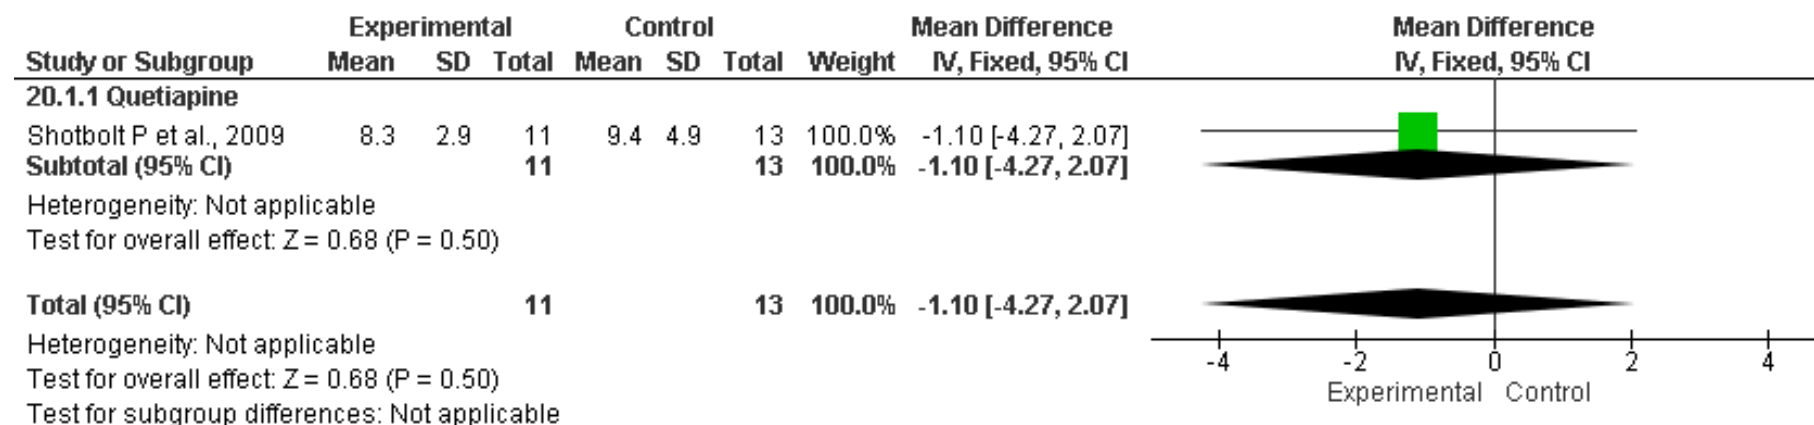 Experimental Control Mean Difference Mean Difference
Study or Subgroup Mean SD Total Mean SD Total Weight IV, Fixed, 95% CI IV, Fixed, 95% CI
20.1.1 Quetiapine
Shotbolt P et al., 2009 8.3 2.9 11 9.4 4.9 13 100.0% -1.10 [-4.27, 2.07]
Subtotal (95% CI) 11 13 100.0% -1.10 [-4.27, 2.07]
Heterogeneity: Not applicable
Test for overall effect: Z = 0.68 (P = 0.50)
Total (95% CI) 11 13 100.0% -1.10 [-4.27, 2.07]
Heterogeneity: Not applicable
Test for overall effect: Z = 0.68 (P = 0.50)
Test for subgroup differences: Not applicable
-4 -2 0 2 4
Experimental Control